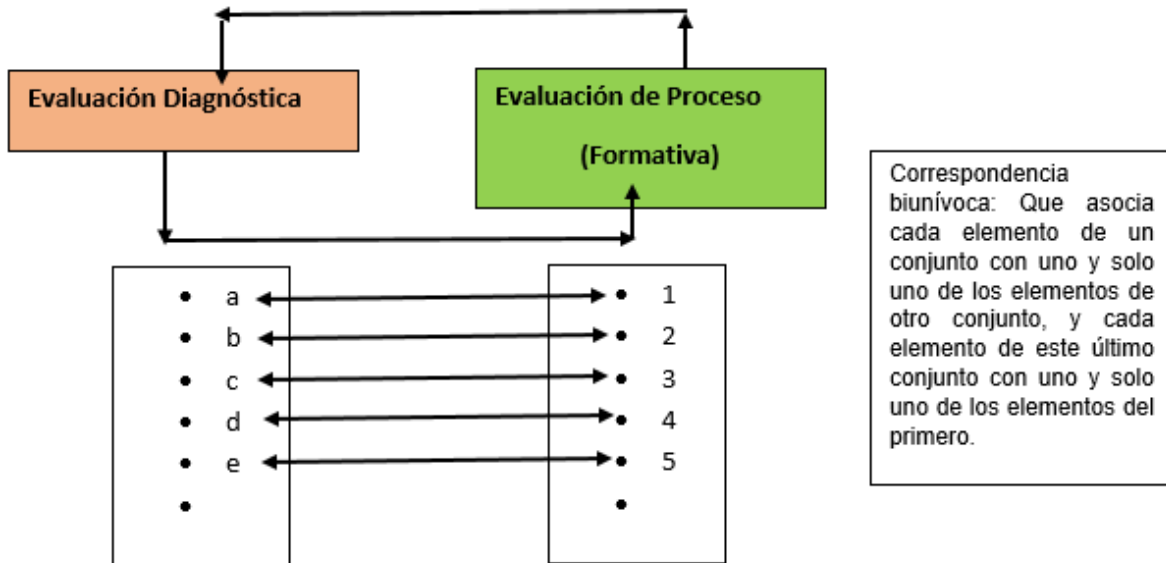 Evaluación Diagnóstica
Evaluación de Proceso
(Formativa)
• a
• b
• c
• d
• e
•
• 1
• 2
• 3
• 4
• 5
•
Correspondencia
biunívoca: Que asocia
cada elemento de un
conjunto con uno y solo
uno de los elementos de
otro conjunto, y cada
elemento de este último
conjunto con uno y solo
uno de los elementos del
primero.